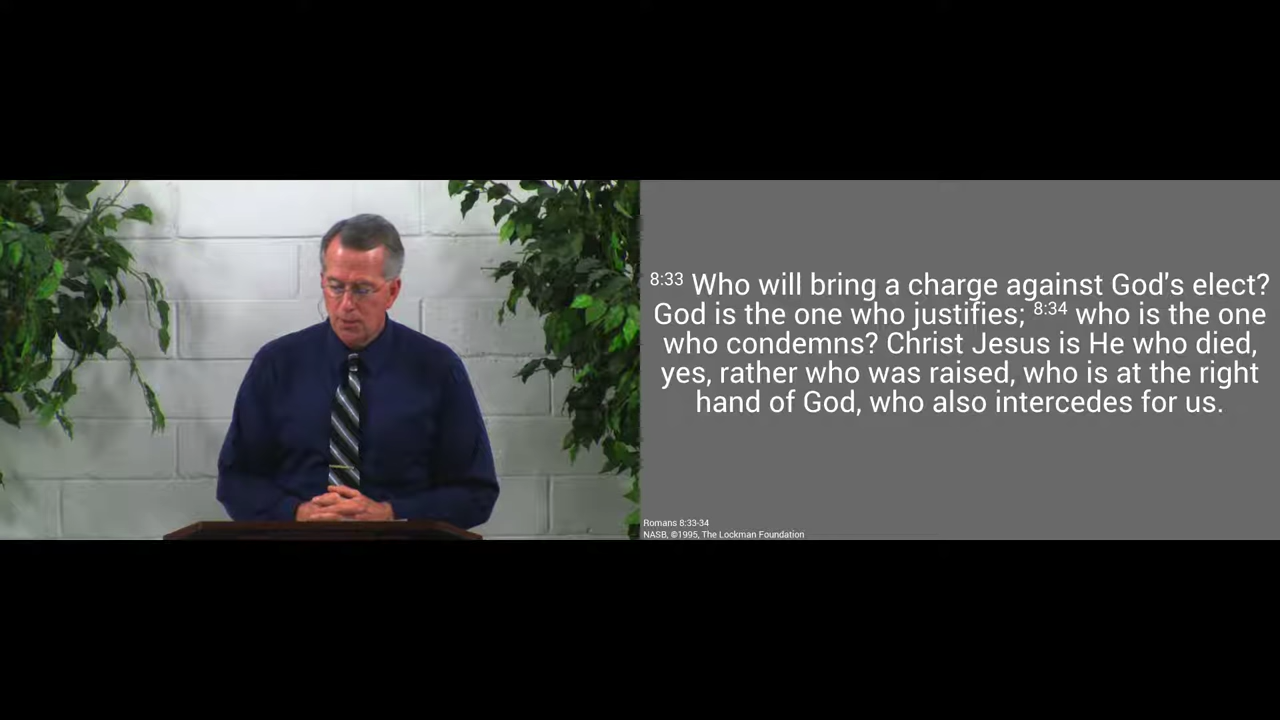 8:33 Who will bring a charge against God's elect?
God is the one who justifies; 8:34 who is the one
who condemns? Christ Jesus is He who died,
yes, rather who was raised, who is at the right
hand of God, who also intercedes for us.
Romans 8:33-34
NASB, ©1995, The Lockman Foundation